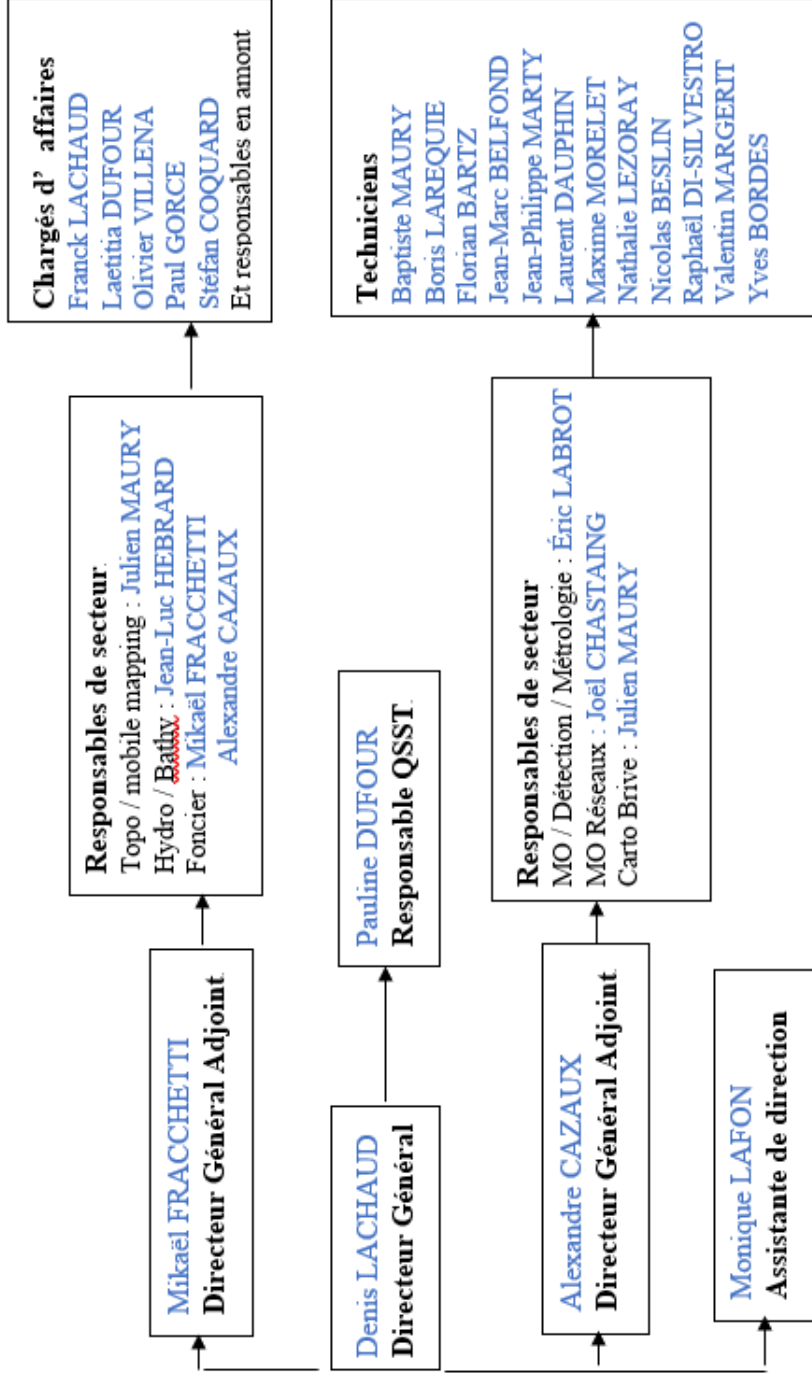 Denis LACHAUD
Directeur Général
Mikaël FRACCHETTI
Directeur Général Adjoint
Responsables de secteur
Topo / mobile mapping : Julien MAURY
Hydro / Bathy : Jean-Luc HEBRARD
Foncier : Mikaël FRACCHETTI
Alexandre CAZAUX
Chargés d’ affaires
Franck LACHAUD
Laetitia DUFOUR
Olivier VILLENA
Paul GORCE
Stéfan COQUARD
Et responsables en amont
Pauline DUFOUR
Responsable QSST
Alexandre CAZAUX
Directeur Général Adjoint
Responsables de secteur
MO / Détection / Métrologie : Éric LABROT
MO Réseaux : Joël CHASTAING
Carto Brive : Julien MAURY
Techniciens
Baptiste MAURY
Boris LAREQUIE
Florian BARTZ
Jean-Marc BELFOND
Jean-Philippe MARTY
Laurent DAUPHIN
Maxime MORELET
Nathalie LEZORAY
Nicolas BESLIN
Raphaël DI-SILVESTRO
Valentin MARGERIT
Yves BORDES
Monique LAFON
Assistante de direction